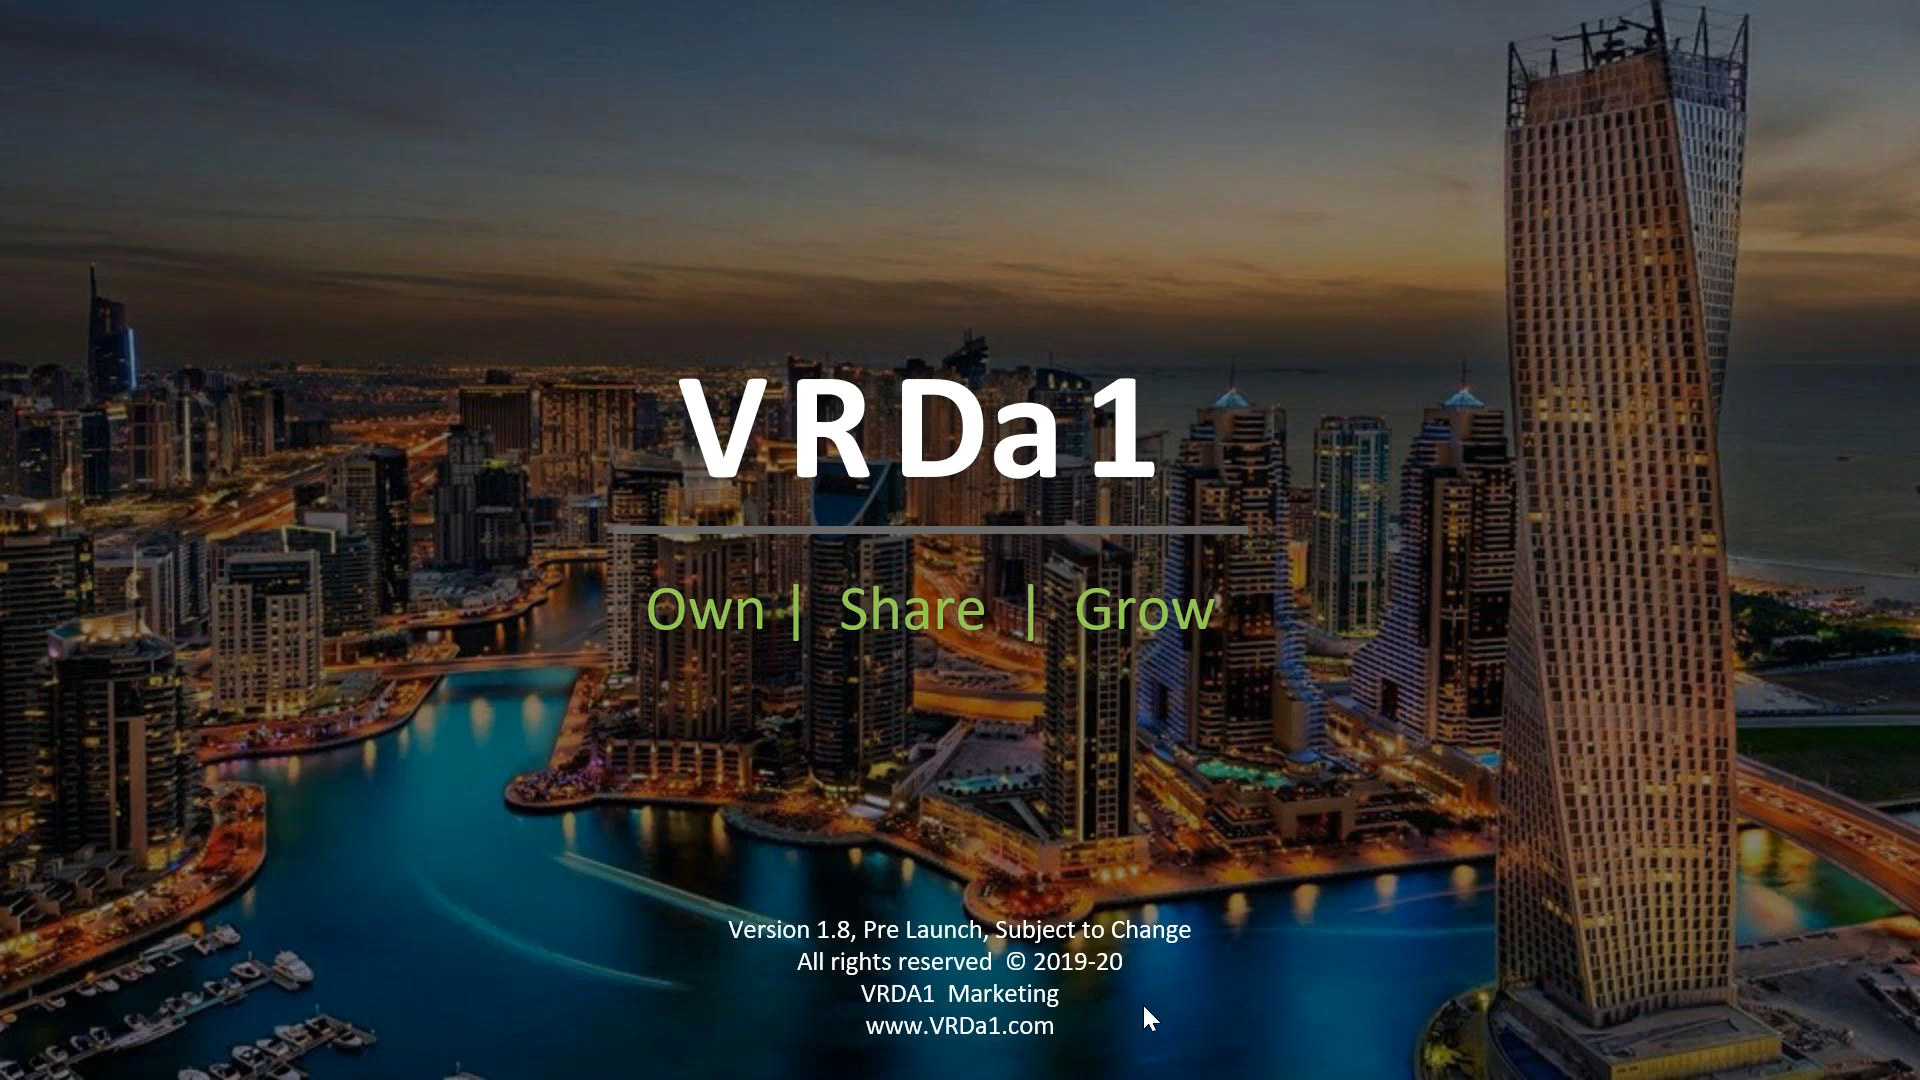 VRDa1
Own | Share | Grow
Version 1.8, Pre Launch, Subject to Change
All rights reserved © 2019-20
VRDA1 Marketing
www.VRDa1.com